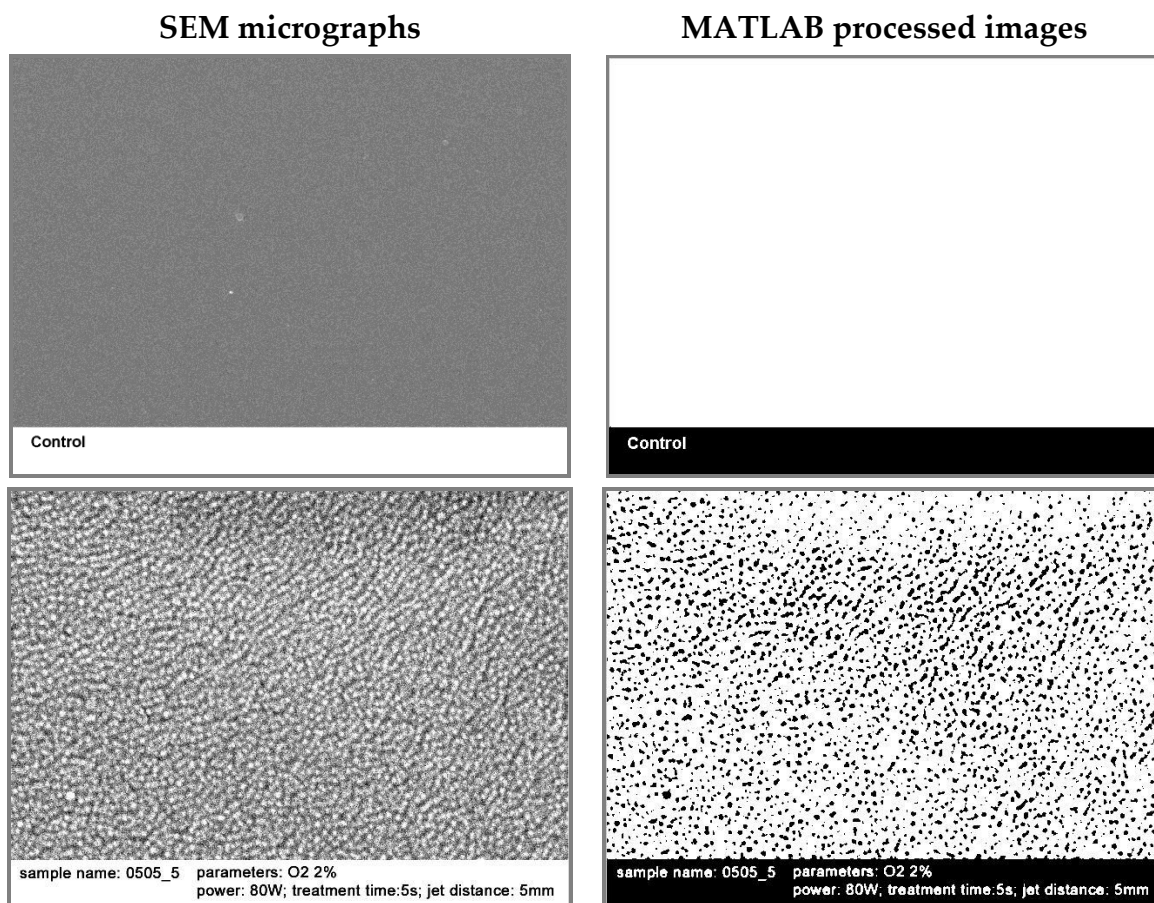 SEM micrographs
MATLAB processed images
Control
Control
sample name: 0505_5 parameters: O2 2%
power: 80W; treatment time:5s; jet distance: 5mm
sample name: 0505_5 parameters: O2 2%
power: 80W; treatment time:5s; jet distance: 5mm